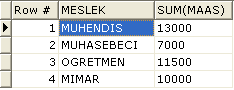 Row # MESLEK SUM(MAAS)
1 MUHENDIS 13000
2 MUHASEBECI 7000
3 OGRETMEN 11500
4 MIMAR 10000